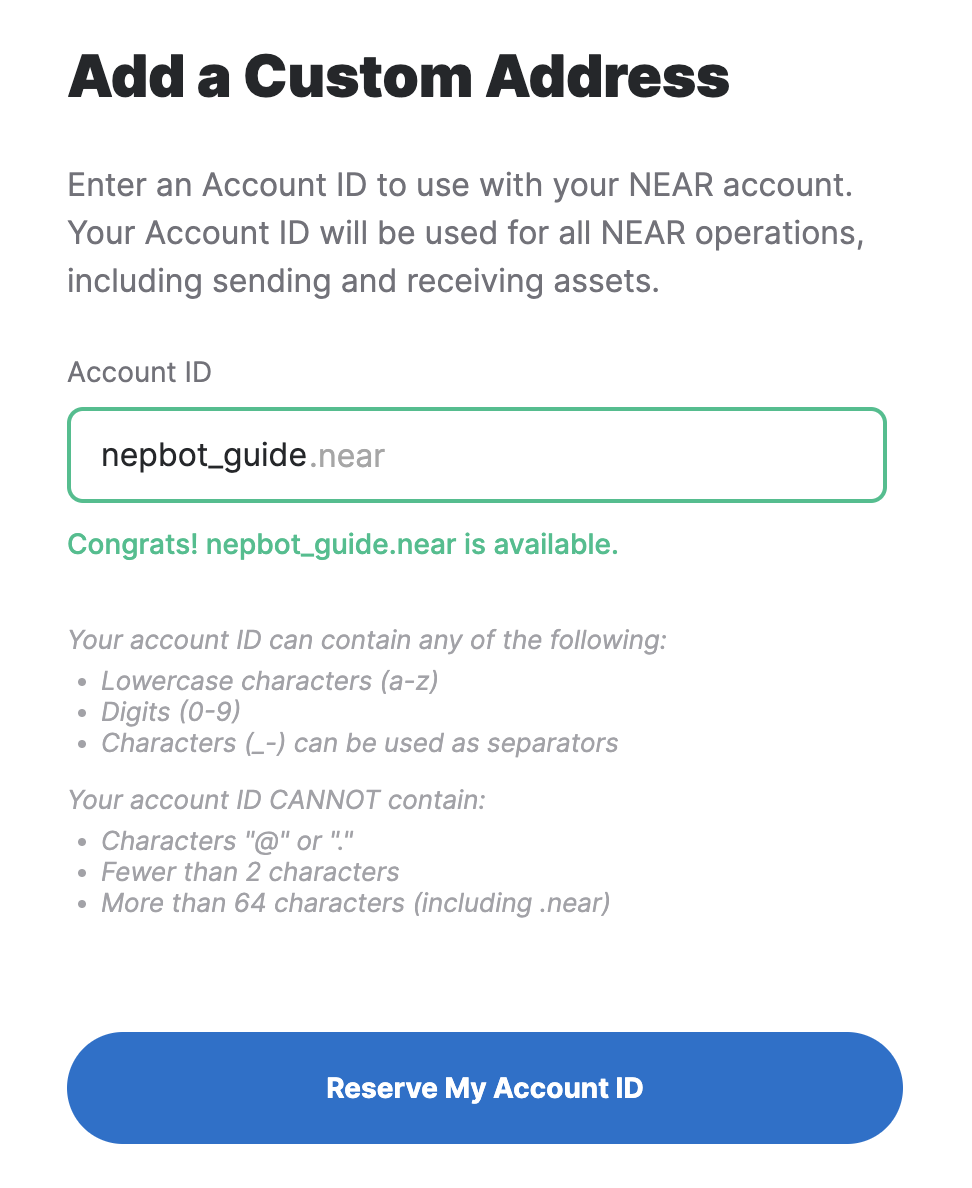 Add a Custom Address
Enter an Account ID to use with your NEAR account.
Your Account ID will be used for all NEAR operations,
including sending and receiving assets.
Account ID
nepbot_guide.near
Congrats! nepbot_guide.near is available.
Your account ID can contain any of the following:
• Lowercase characters (a-z)
• Digits (0-9)
• Characters (_-) can be used as separators
Your account ID CANNOT contain:
• Characters "@" or "."
• Fewer than 2 characters
• More than 64 characters (including .near)
Reserve My Account ID